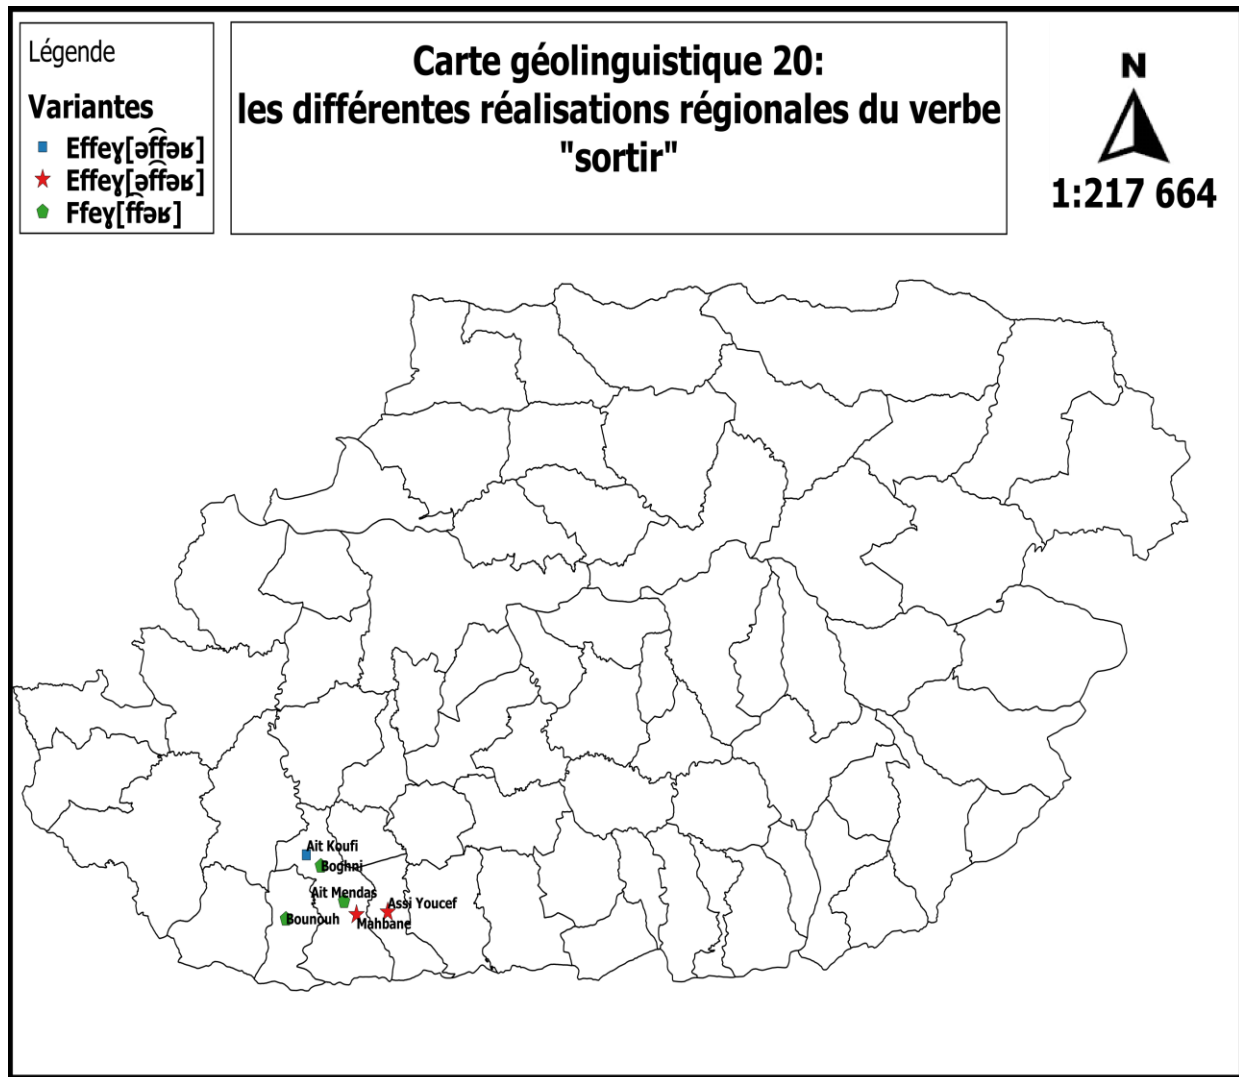 Légende
Variantes
Effeɣ[əf͡fəʁ]
Effeɣ[əf͡fəʁ]
Ffeɣ[f͡fəʁ]
Carte géolinguistique 20:
les différentes réalisations régionales du verbe
"sortir"
N
1:217 664
Ait Koufi
Boghni
Ait Mendas
Assi Youcef
Bounouh
Mahbane